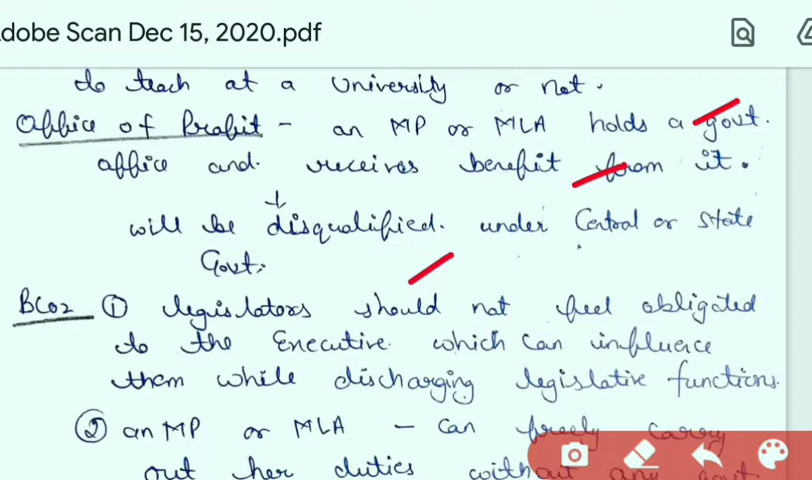 dobe Scan Dec 15, 2020.pdf
to teach at a University or not.
Office of Profit - an MP or MLA holds a govt.
office and receives benefit from it.
will be disqualified. under Central or State
Govt.
BCoz ① legislators should not feel obligated
to the Executive which can influence
them while discharging legislative functions.
② an MP or MLA - can freely carry
out her duties without any govt.